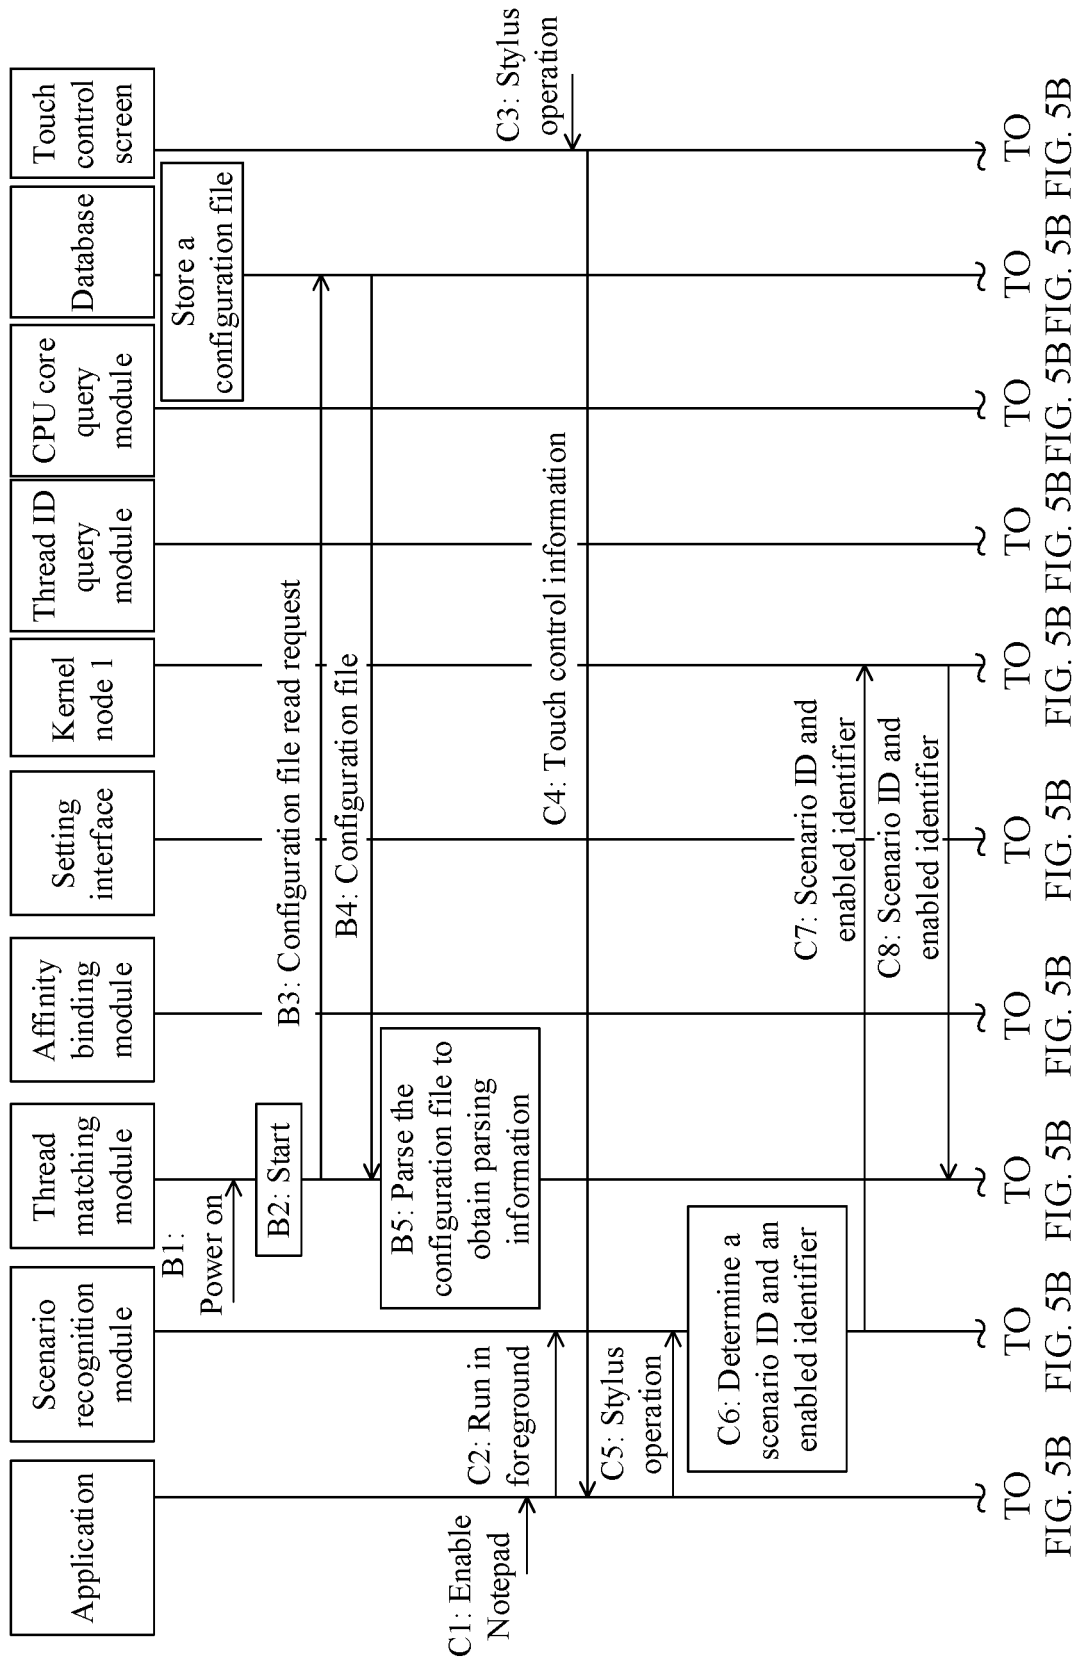 Application
Scenario
recognition
module
Thread
matching
module
Affinity
binding
module
Setting
interface
Kernel
node 1
Thread ID
query
module
CPU core
query
module
Database
Touch
control
screen
Store a
configuration file
B1:
Power on
B2: Start
B3: Configuration file read request
B4: Configuration file
B5: Parse the
configuration file to
obtain parsing
information
C1: Enable
Notepad
C2: Run in
foreground
C3: Stylus
operation
C4: Touch control information
C5: Stylus
operation
C6: Determine a
scenario ID and an
enabled identifier
C7: Scenario ID and
enabled identifier
C8: Scenario ID and
enabled identifier
TO
FIG. 5B
TO
FIG. 5B
TO
FIG. 5B
TO
FIG. 5B
TO
FIG. 5B
TO
FIG. 5B
TO
FIG. 5B
TO
FIG. 5B
TO
FIG. 5B
TO
FIG. 5B